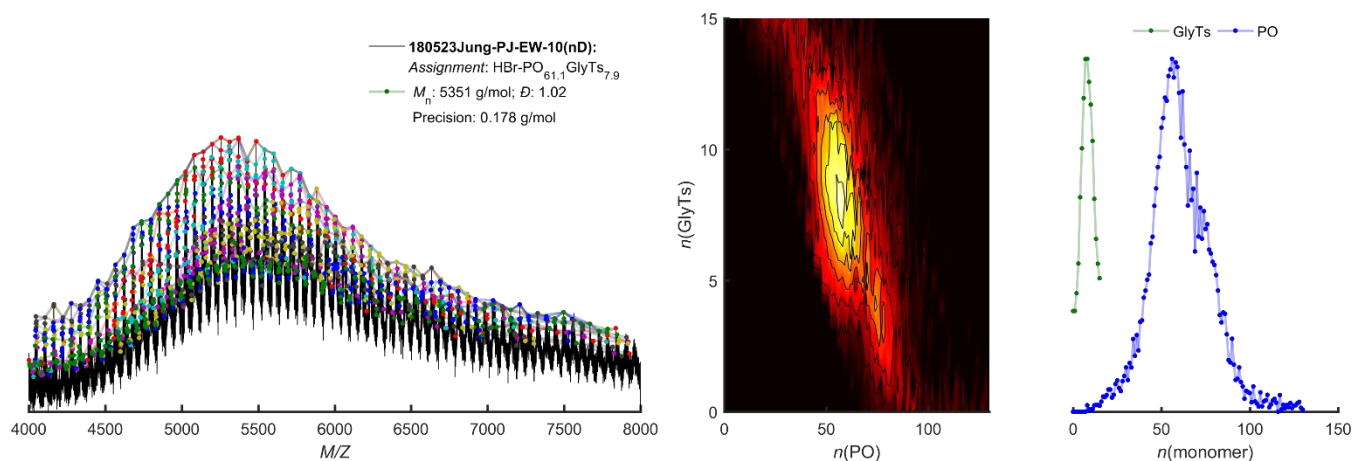 180523Jung-PJ-EW-10(nD):
Assignment: HBr-PO61.1GlyTs7.9
Mn: 5351 g/mol; Đ: 1.02
Precision: 0.178 g/mol
4000 4500 5000 5500 6000 6500 7000 7500 8000
M/Z
15
10
5
0
n(GlyTs)
0 50 100
n(PO)
GlyTs PO
0 50 100 150
n(monomer)